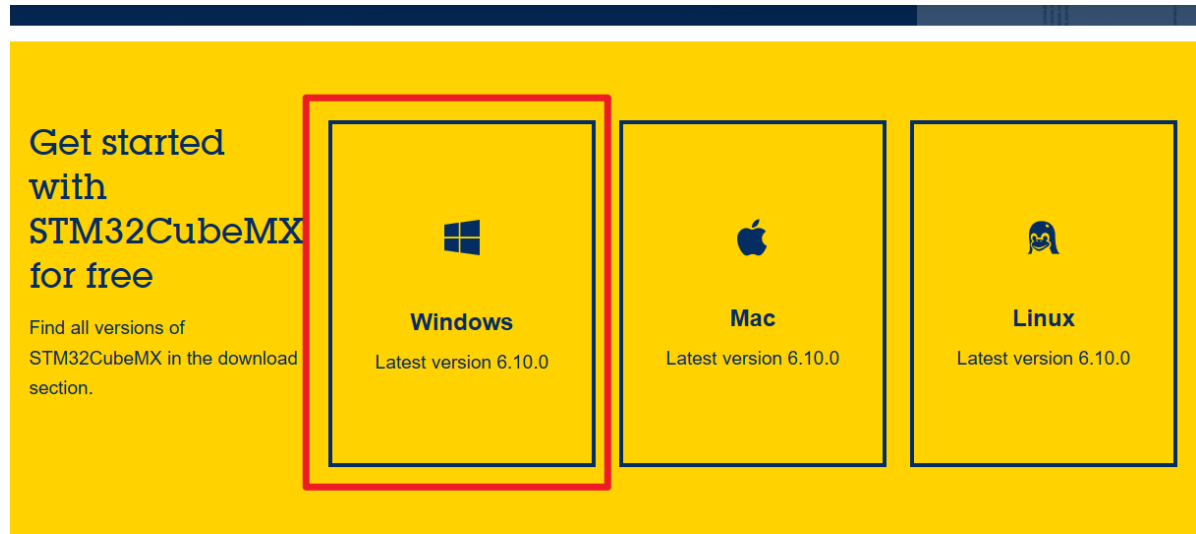 Get started
with
STM32CubeMX
for free
Find all versions of
STM32CubeMX in the download
section.
Windows
Latest version 6.10.0
Mac
Latest version 6.10.0
Linux
Latest version 6.10.0